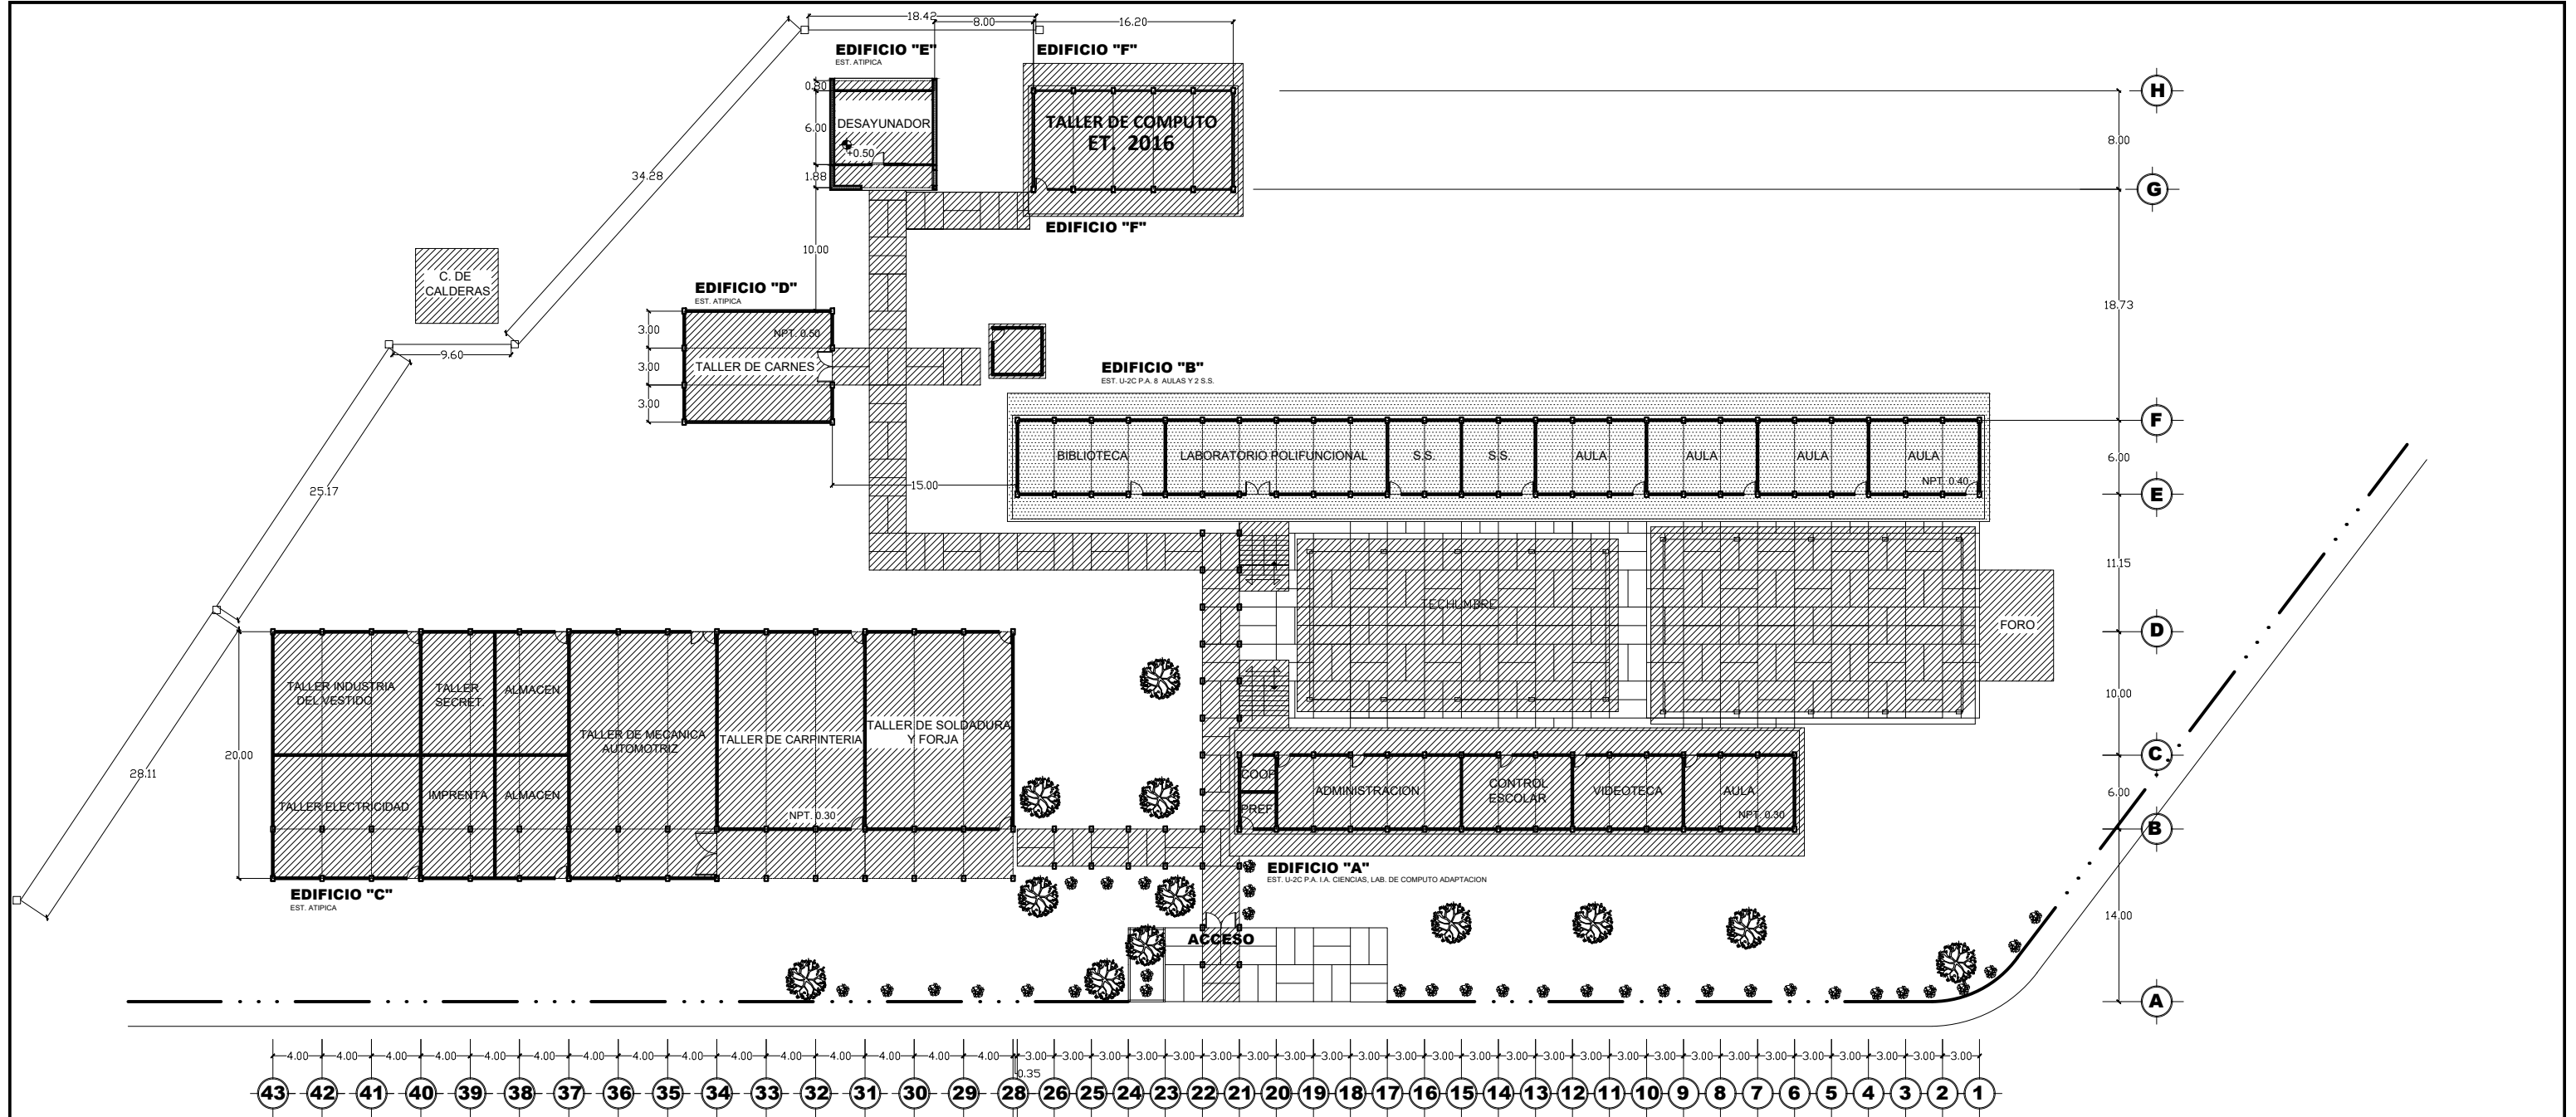 18.42
8.00
16.20
EDIFICIO "E"
EST. ATIPICA
EDIFICIO "F"
H
0.80
6.00
DESAYUNADOR
+0.50
1.88
TALLER DE COMPUTO
ET. 2016
8.00
G
34.28
EDIFICIO "F"
10.00
C. DE
CALDERAS
EDIFICIO "D"
EST. ATIPICA
18.73
3.00
NPT. 0.50
9.60
3.00
TALLER DE CARNES
3.00
EDIFICIO "B"
EST. U-2C P.A. 8 AULAS Y 2 S.S.
F
BIBLIOTECA
LABORATORIO POLIFUNCIONAL
S.S.
S.S.
AULA
AULA
AULA
AULA
6.00
NPT. 0.40
15.00
E
25.17
11.15
TECHUMBRE
FORO
D
TALLER INDUSTRIA
DEL VESTIDO
TALLER
SECRET.
ALMACEN
10.00
TALLER DE MECANICA
AUTOMOTRIZ
TALLER DE CARPINTERIA
TALLER DE SOLDADURA
Y FORJA
20.00
C
28.11
COOP
PREF.
ADMINISTRACION
CONTROL
ESCOLAR
VIDEOTECA
AULA
6.00
TALLER ELECTRICIDAD
IMPRENTA
ALMACEN
NPT. 0.30
NPT. 0.30
B
EDIFICIO "A"
EST. U-2C P.A. I.A. CIENCIAS, LAB. DE COMPUTO ADAPTACION
EDIFICIO "C"
EST. ATIPICA
14.00
ACCESO
A
4.00 4.00 4.00 4.00 4.00 4.00 4.00 4.00 4.00 4.00 4.00 4.00 4.00 4.00 4.00 3.00 3.00 3.00 3.00 3.00 3.00 3.00 3.00 3.00 3.00 3.00 3.00 3.00 3.00 3.00 3.00 3.00 3.00 3.00 3.00 3.00 3.00 3.00 3.00 3.00 3.00
0.35
43 42 41 40 39 38 37 36 35 34 33 32 31 30 29 28 26 25 24 23 22 21 20 19 18 17 16 15 14 13 12 11 10 9 8 7 6 5 4 3 2 1